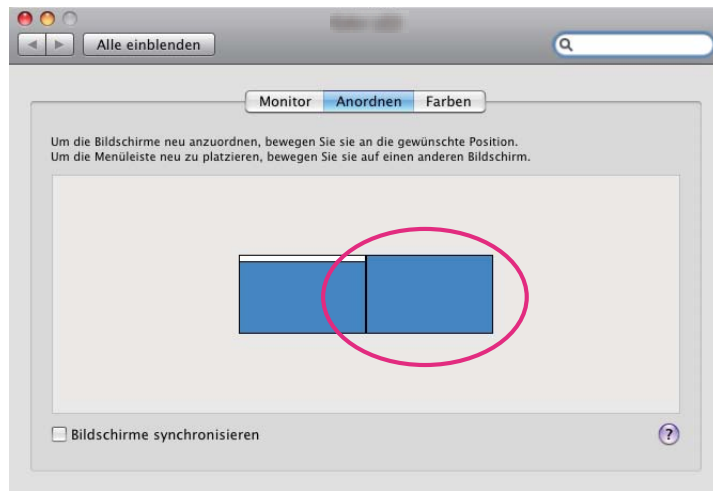 Alle einblenden
Monitor Anordnen Farben
Um die Bildschirme neu anzuordnen, bewegen Sie sie an die gewünschte Position.
Um die Menüleiste neu zu platzieren, bewegen Sie sie auf einen anderen Bildschirm.
Bildschirme synchronisieren
?